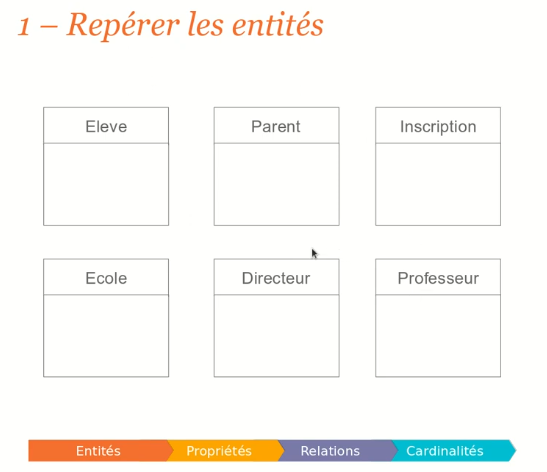 1 – Repérer les entités
Eleve Parent Inscription
Ecole Directeur Professeur
Entités Propriétés Relations Cardinalités